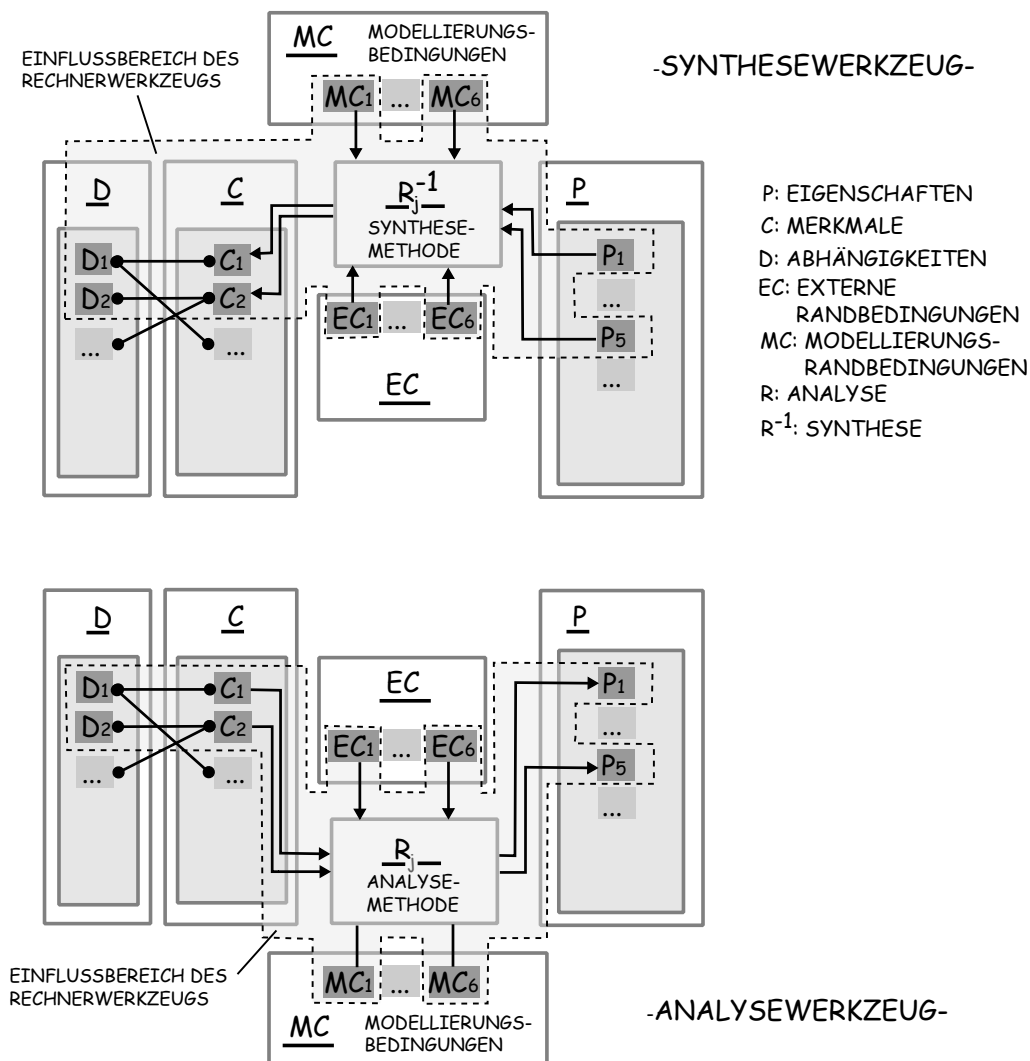 MC
MODELLIERUNGS-
BEDINGUNGEN
EINFLUSSBEREICH DES
RECHNERWERKZEUGS
-SYNTHESEWERKZEUG-
MC1 ... MC6
D
C
Rj-1
SYNTHESE-
METHODE
P
D1 C1
D2 C2
... ...
P1
...
P5
...
EC1 ... EC6
EC
P: EIGENSCHAFTEN
C: MERKMALE
D: ABHÄNGIGKEITEN
EC: EXTERNE
RANDBEDINGUNGEN
MC: MODELLIERUNGS-
RANDBEDINGUNGEN
R: ANALYSE
R-1: SYNTHESE
D
C
P
EC
D1 C1
D2 C2
... ...
EC1 ... EC6
P1
...
P5
...
Rj
ANALYSE-
METHODE
EINFLUSSBEREICH DES
RECHNERWERKZEUGS
MC1 ... MC6
MC
MODELLIERUNGS-
BEDINGUNGEN
-ANALYSEWERKZEUG-